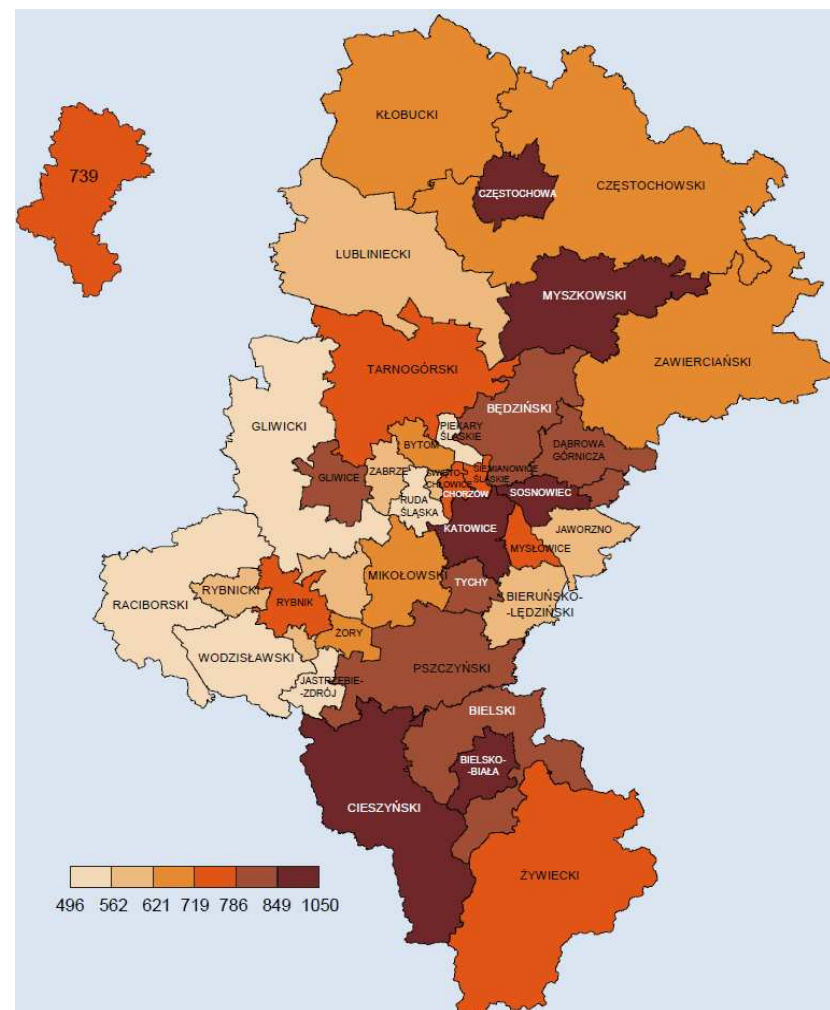 KŁOBUCKI
739
CZĘSTOCHOWSKI
CZĘSTOCHOWA
LUBLINIECKI
MYSZKOWSKI
ZAWIERCIAŃSKI
TARNOGÓRSKI
BĘDZIŃSKI
GLIWICKI
PIEKARY
ŚLĄSKIE
BYTOM
DĄBROWA
GÓRNICZA
GLIWICE
ZABRZE
ŚWIĘTO-
CHŁOWICE
SIEMIANOWICE
ŚLĄSKIE
CHORZÓW
SOSNOWIEC
RUDA
ŚLĄSKA
KATOWICE
JAWORZNO
MYSŁOWICE
MIKOŁOWSKI
TYCHY
RYBNICKI
BIERUŃSKO-
-LĘDZIŃSKI
RACIBORSKI
RYBNIK
ŻORY
WODZISŁAWSKI
PSZCZYŃSKI
JASTRZĘBIE-
-ZDRÓJ
BIELSKI
BIELSKO-
-BIAŁA
CIESZYŃSKI
ŻYWIECKI
496 562 621 719 786 849 1050